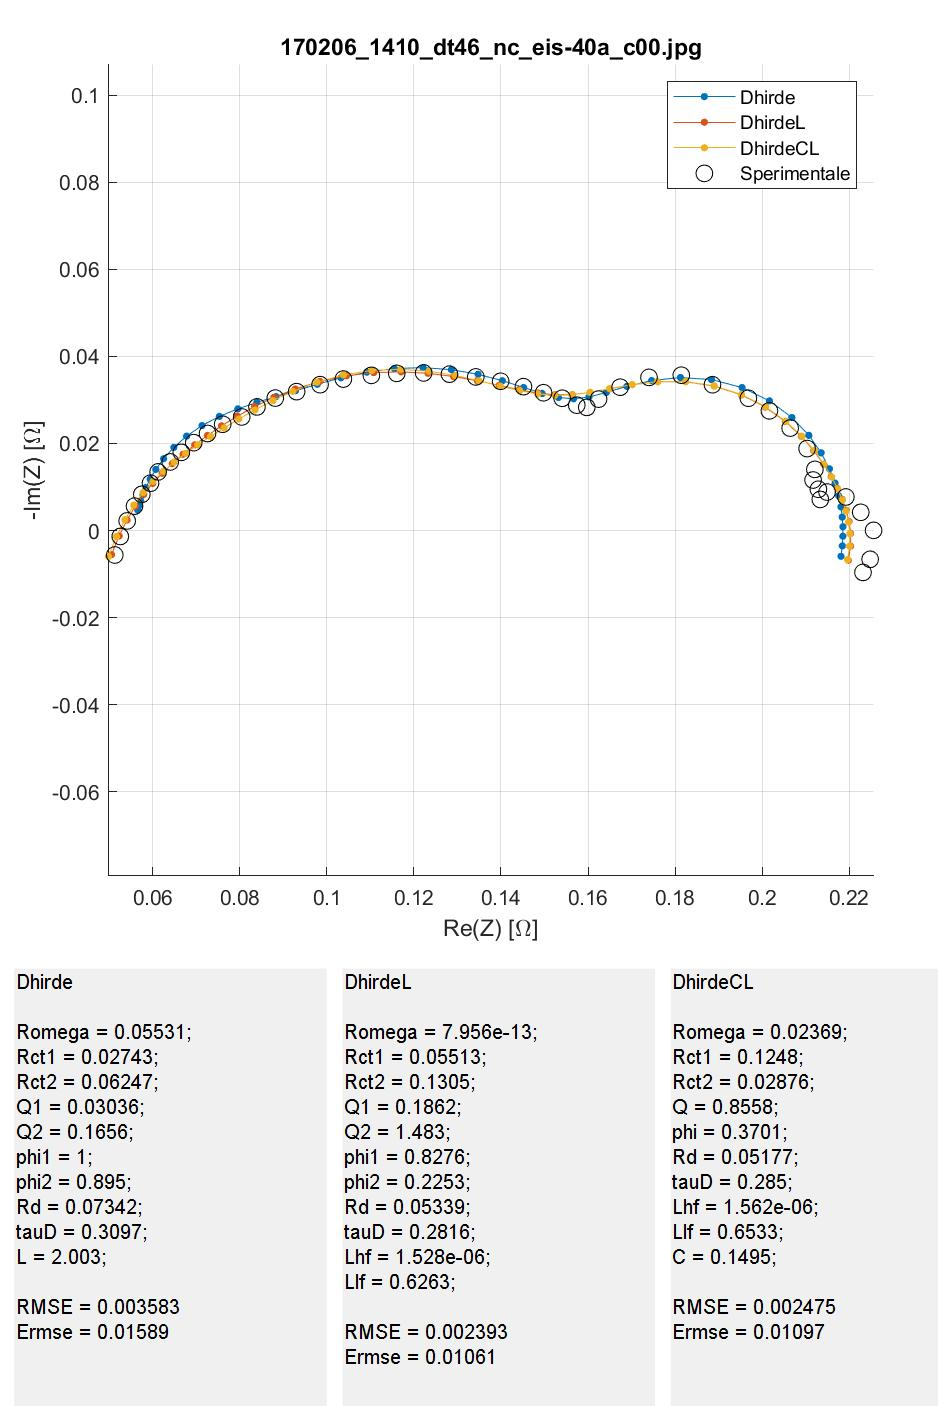 170206_1410_dt46_nc_eis-40a_c00.jpg
Dhirde
DhirdeL
DhirdeCL
Sperimentale
0.1
0.08
0.06
0.04
0.02
0
-0.02
-0.04
-0.06
-Im(Z) [Ω]
0.06
0.08
0.1
0.12
0.14
0.16
0.18
0.2
0.22
Re(Z) [Ω]
Dhirde
Romega = 0.05531;
Rct1 = 0.02743;
Rct2 = 0.06247;
Q1 = 0.03036;
Q2 = 0.1656;
phi1 = 1;
phi2 = 0.895;
Rd = 0.07342;
tauD = 0.3097;
L = 2.003;
RMSE = 0.003583
Ermse = 0.01589
DhirdeL
Romega = 7.956e-13;
Rct1 = 0.05513;
Rct2 = 0.1305;
Q1 = 0.1862;
Q2 = 1.483;
phi1 = 0.8276;
phi2 = 0.2253;
Rd = 0.05339;
tauD = 0.2816;
Lhf = 1.528e-06;
Llf = 0.6263;
RMSE = 0.002393
Ermse = 0.01061
DhirdeCL
Romega = 0.02369;
Rct1 = 0.1248;
Rct2 = 0.02876;
Q = 0.8558;
phi = 0.3701;
Rd = 0.05177;
tauD = 0.285;
Lhf = 1.562e-06;
Llf = 0.6533;
C = 0.1495;
RMSE = 0.002475
Ermse = 0.01097